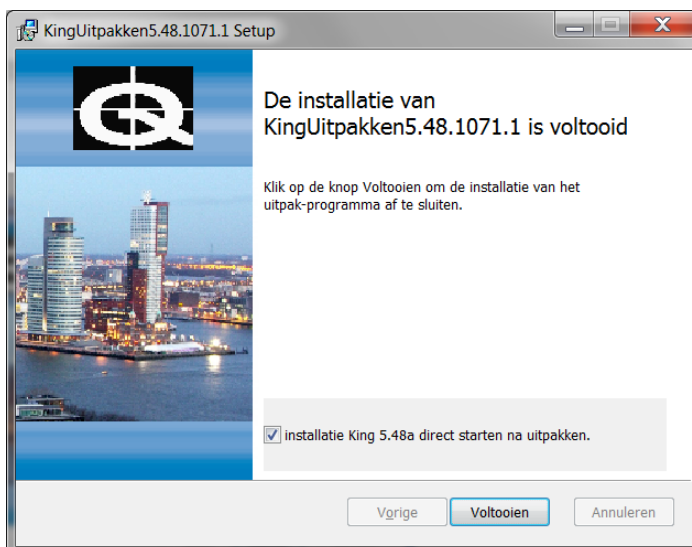 KingUitpakken5.48.1071.1 Setup
De installatie van
KingUitpakken5.48.1071.1 is voltooid
Klik op de knop Voltooien om de installatie van het
uitpak-programma af te sluiten.
installatie King 5.48a direct starten na uitpakken.
Vorige
Voltooien
Annuleren